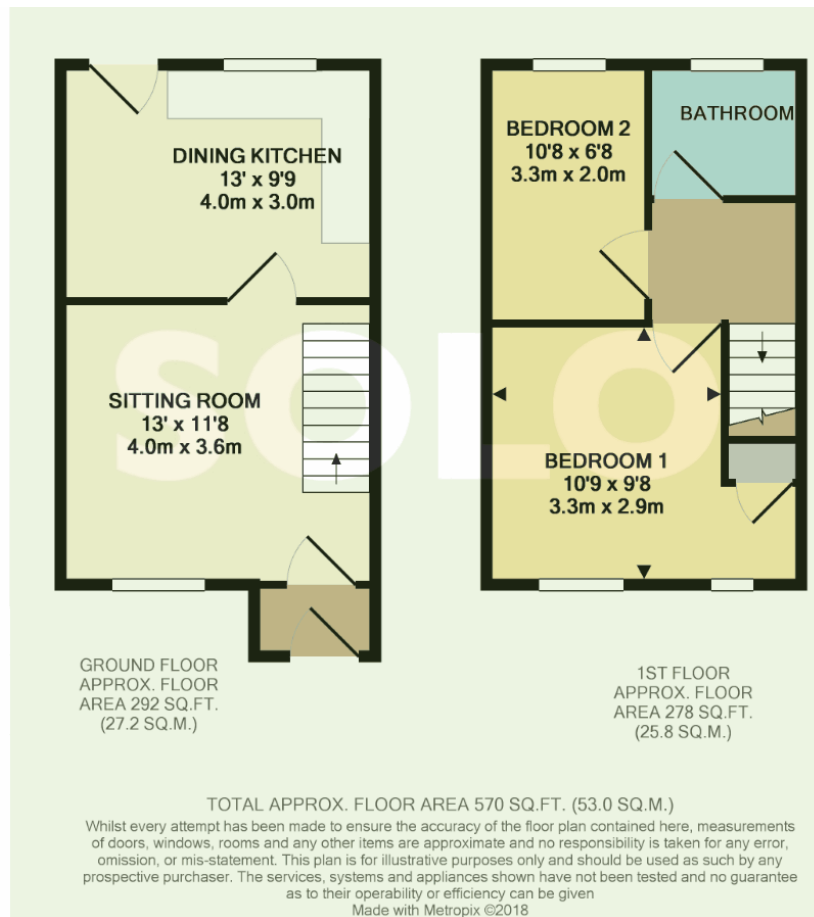 DINING KITCHEN
13' x 9'9
4.0m x 3.0m
SITTING ROOM
13' x 11'8
4.0m x 3.6m
BEDROOM 2
10'8 x 6'8
3.3m x 2.0m
BATHROOM
BEDROOM 1
10'9 x 9'8
3.3m x 2.9m
SOLO
GROUND FLOOR
APPROX. FLOOR
AREA 292 SQ.FT.
(27.2 SQ.M.)
1ST FLOOR
APPROX. FLOOR
AREA 278 SQ.FT.
(25.8 SQ.M.)
TOTAL APPROX. FLOOR AREA 570 SQ.FT. (53.0 SQ.M.)
Whilst every attempt has been made to ensure the accuracy of the floor plan contained here, measurements
of doors, windows, rooms and any other items are approximate and no responsibility is taken for any error,
omission, or mis-statement. This plan is for illustrative purposes only and should be used as such by any
prospective purchaser. The services, systems and appliances shown have not been tested and no guarantee
as to their operability or efficiency can be given
Made with Metropix ©2018